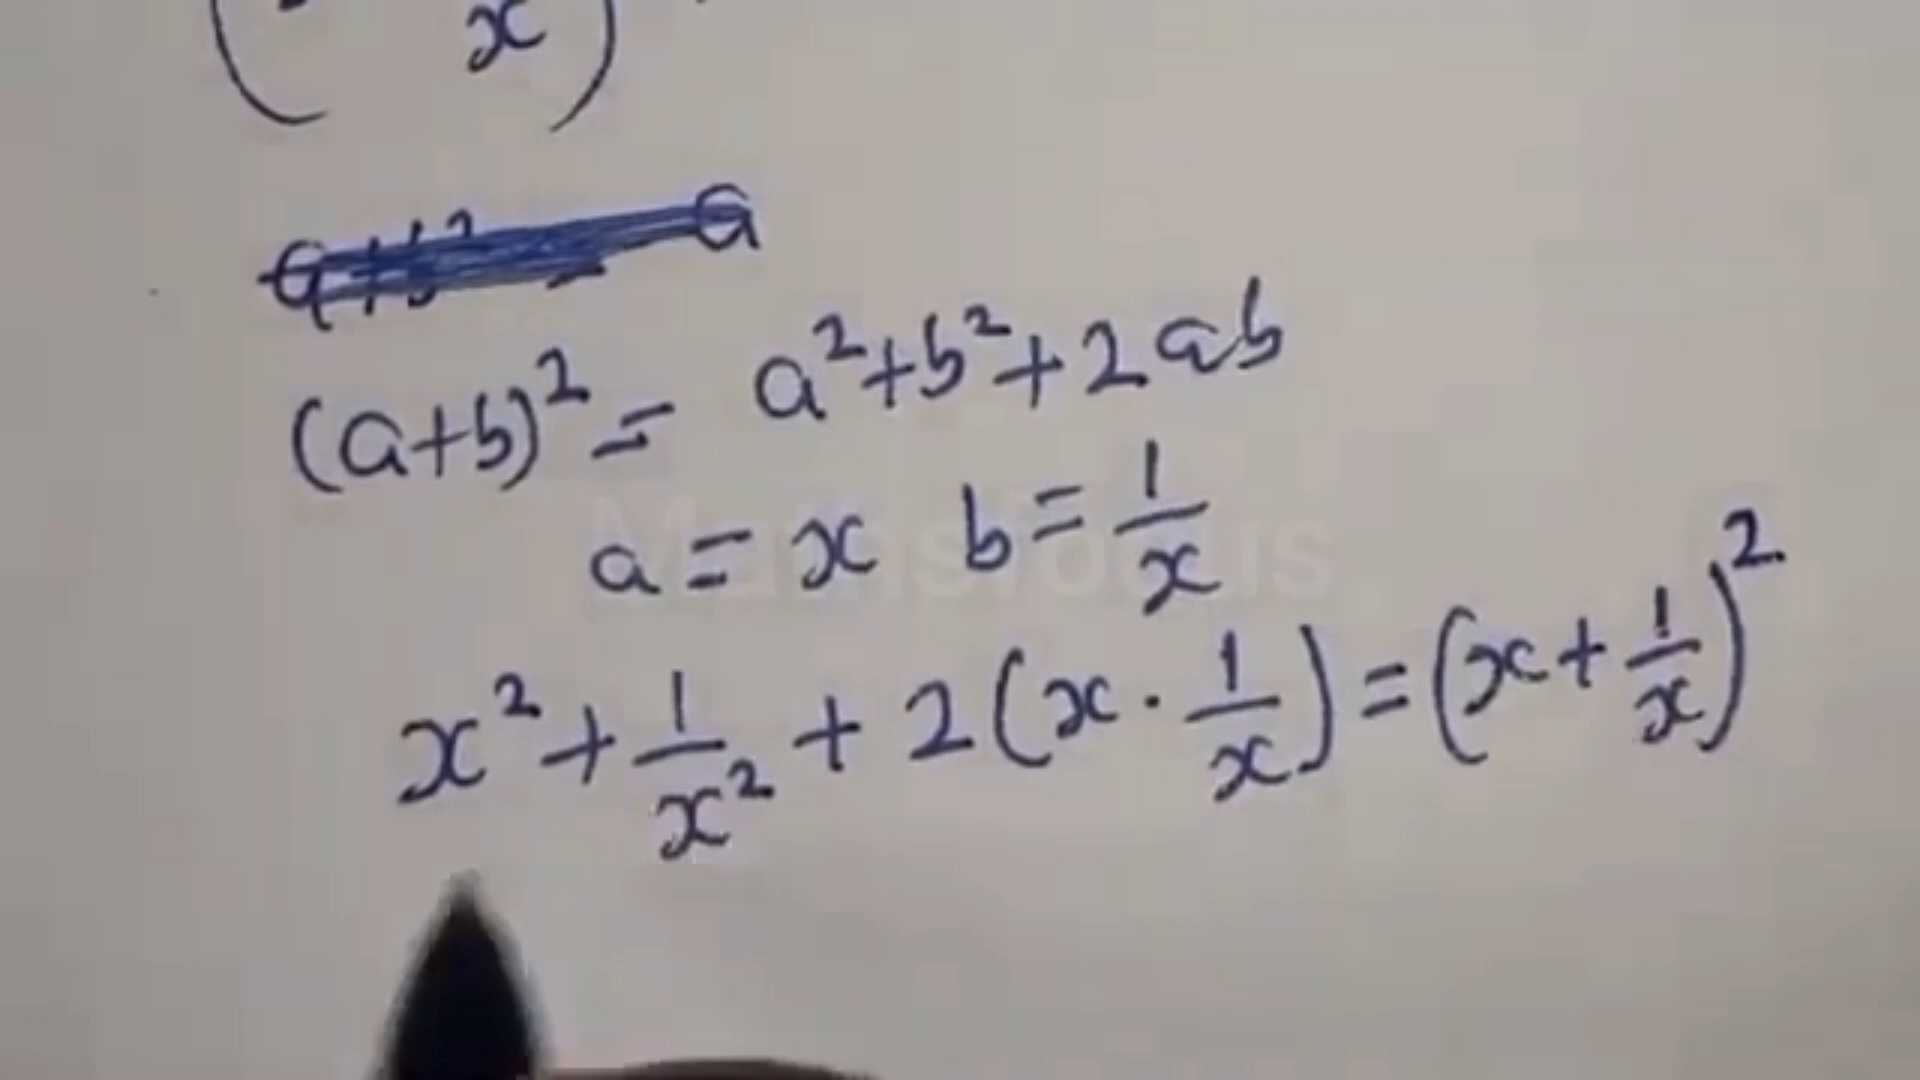 ( x )
(a+b)² = a²+b²+2ab
a = x b = 1/x
x² + 1/x² + 2(x · 1/x) = (x + 1/x)²